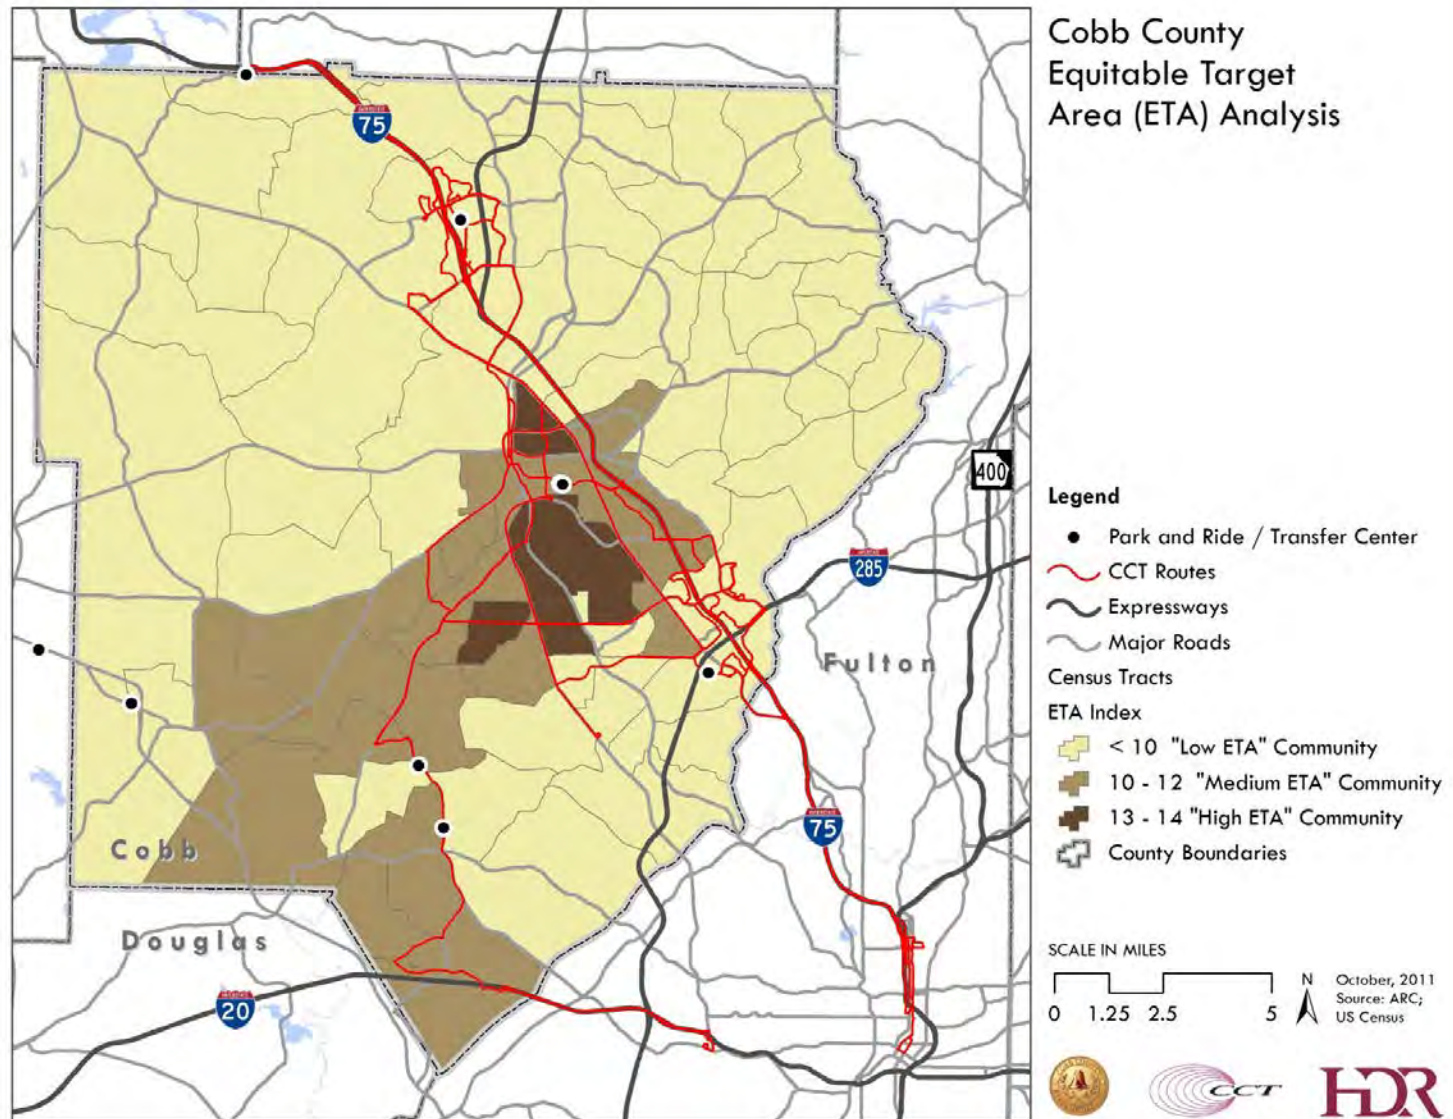 Cobb County
Equitable Target
Area (ETA) Analysis
75
400
285
Fulton
75
Cobb
Douglas
20
Legend
Park and Ride / Transfer Center
CCT Routes
Expressways
Major Roads
Census Tracts
ETA Index
< 10 "Low ETA" Community
10 - 12 "Medium ETA" Community
13 - 14 "High ETA" Community
County Boundaries
SCALE IN MILES
0 1.25 2.5 5
N
October, 2011
Source: ARC;
US Census
CCT
HDR